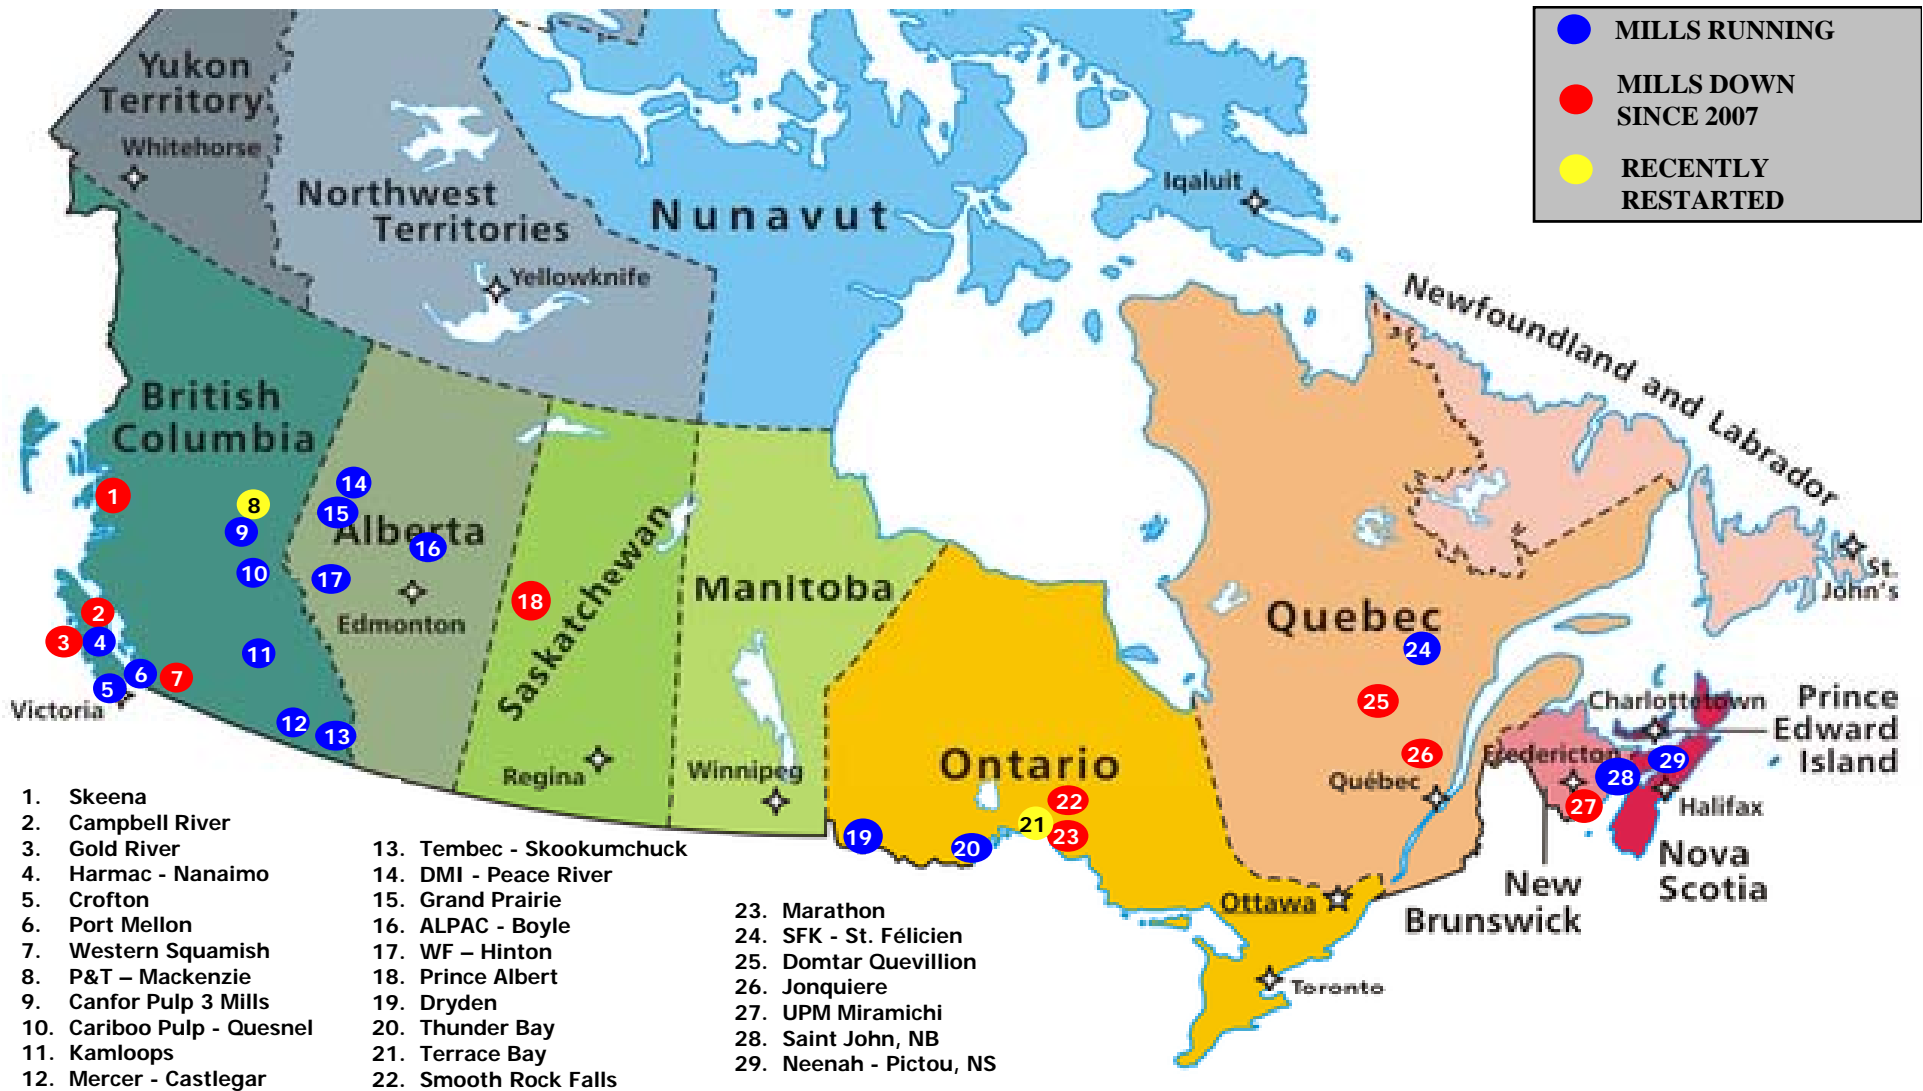 MILLS RUNNING
MILLS DOWN
SINCE 2007
RECENTLY
RESTARTED
Yukon
Territory
Whitehorse
Northwest
Territories
Yellowknife
Nunavut
Iqaluit
Newfoundland and Labrador
British
Columbia
1
8
9
10
2
3
4
11
5
6
7
12
13
Victoria
14
15
Alberta
16
17
Edmonton
18
Saskatchewan
Regina
Manitoba
Winnipeg
Ontario
19
20
21
22
23
Ottawa
Toronto
Quebec
24
25
26
Québec
St.
John's
Charlottetown
Prince
Edward
Island
Fredericton
27
28
29
Halifax
Nova
Scotia
New
Brunswick
1. Skeena
2. Campbell River
3. Gold River
4. Harmac - Nanaimo
5. Crofton
6. Port Mellon
7. Western Squamish
8. P&T – Mackenzie
9. Canfor Pulp 3 Mills
10. Cariboo Pulp - Quesnel
11. Kamloops
12. Mercer - Castlegar
13. Tembec - Skookumchuck
14. DMI - Peace River
15. Grand Prairie
16. ALPAC - Boyle
17. WF – Hinton
18. Prince Albert
19. Dryden
20. Thunder Bay
21. Terrace Bay
22. Smooth Rock Falls
23. Marathon
24. SFK - St. Félicien
25. Domtar Quevillion
26. Jonquiere
27. UPM Miramichi
28. Saint John, NB
29. Neenah - Pictou, NS